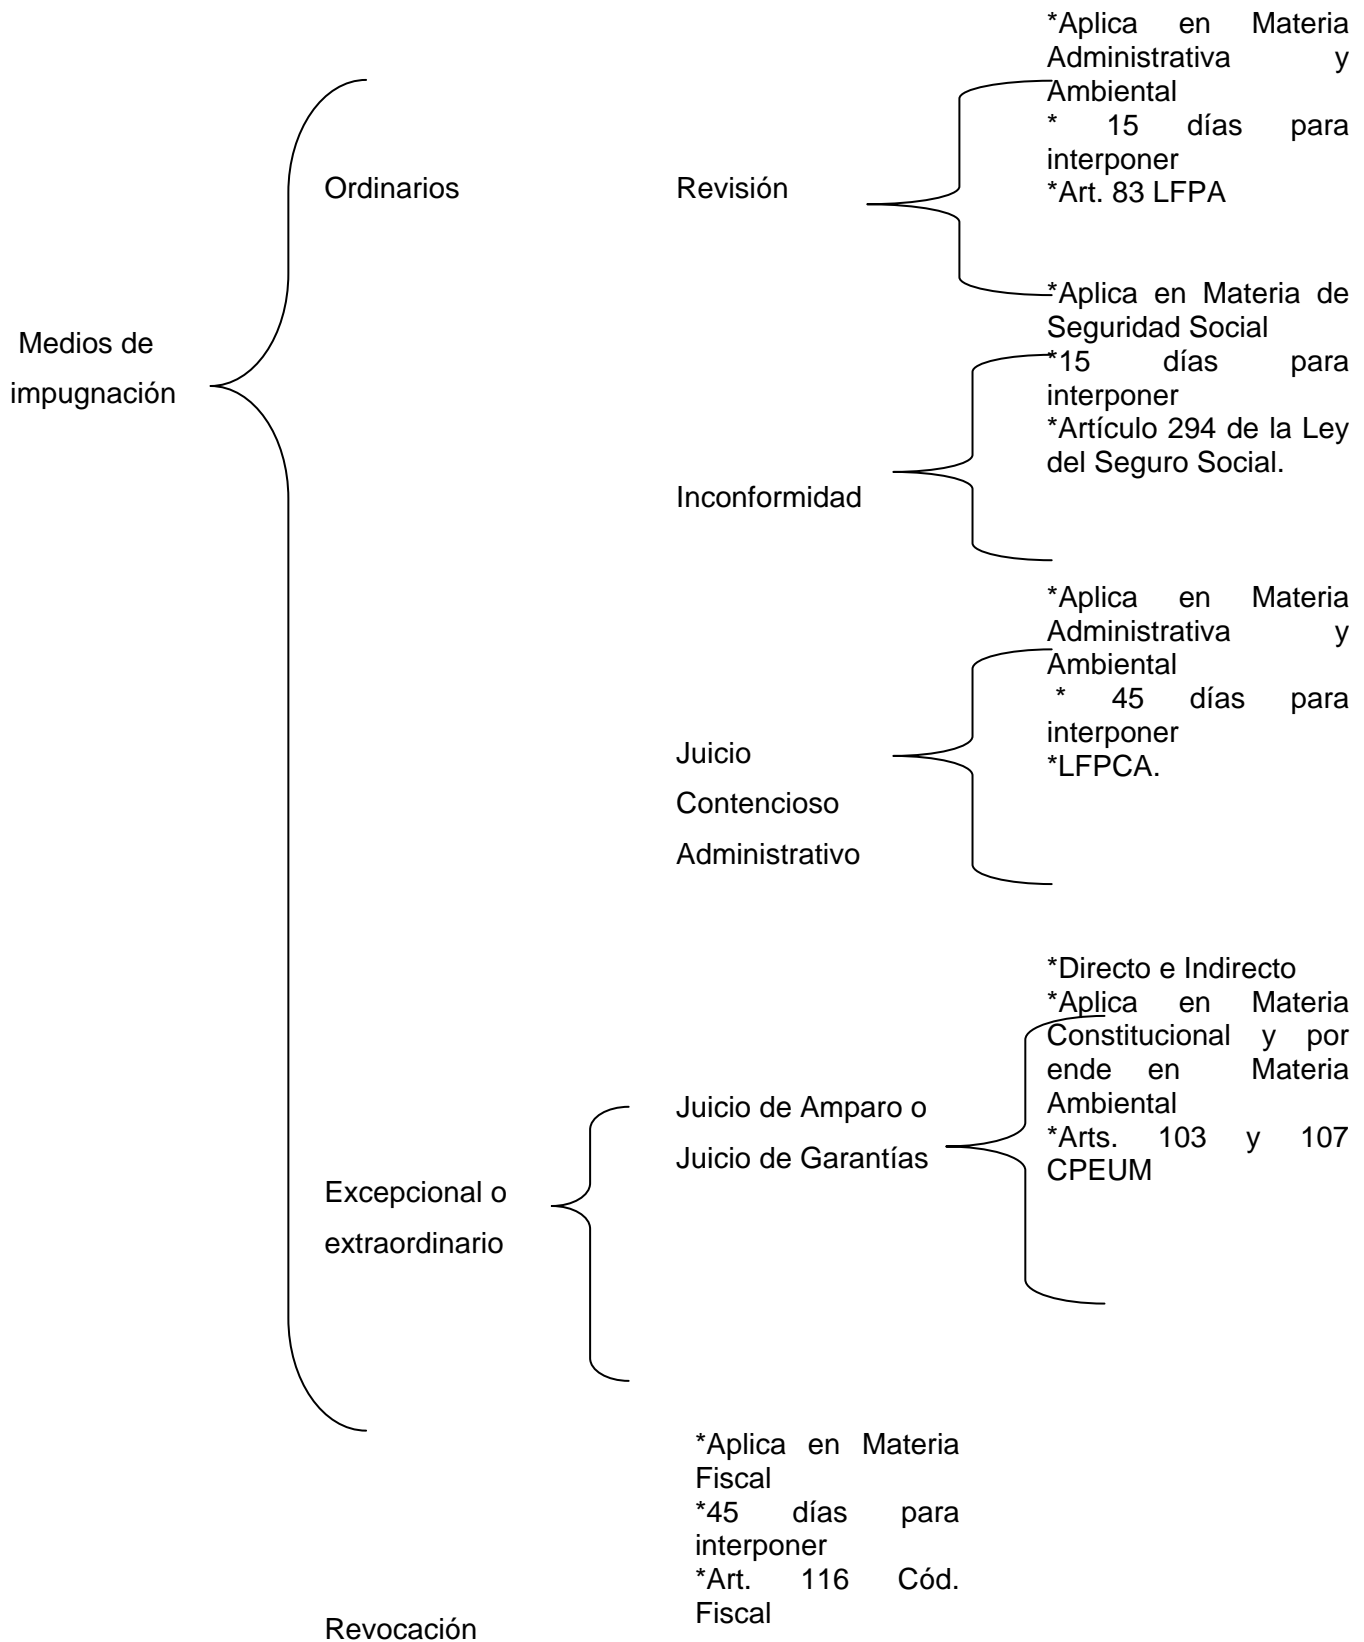 Medios de
impugnación
Ordinarios
Revisión
*Aplica en Materia
Administrativa y
Ambiental
* 15 días para
interponer
*Art. 83 LFPA
Inconformidad
*Aplica en Materia de
Seguridad Social
*15 días para
interponer
*Artículo 294 de la Ley
del Seguro Social.
Juicio
Contencioso
Administrativo
*Aplica en Materia
Administrativa y
Ambiental
* 45 días para
interponer
*LFPCA.
Excepcional o
extraordinario
Juicio de Amparo o
Juicio de Garantías
*Directo e Indirecto
*Aplica en Materia
Constitucional y por
ende en Materia
Ambiental
*Arts. 103 y 107
CPEUM
Revocación
*Aplica en Materia
Fiscal
*45 días para
interponer
*Art. 116 Cód.
Fiscal